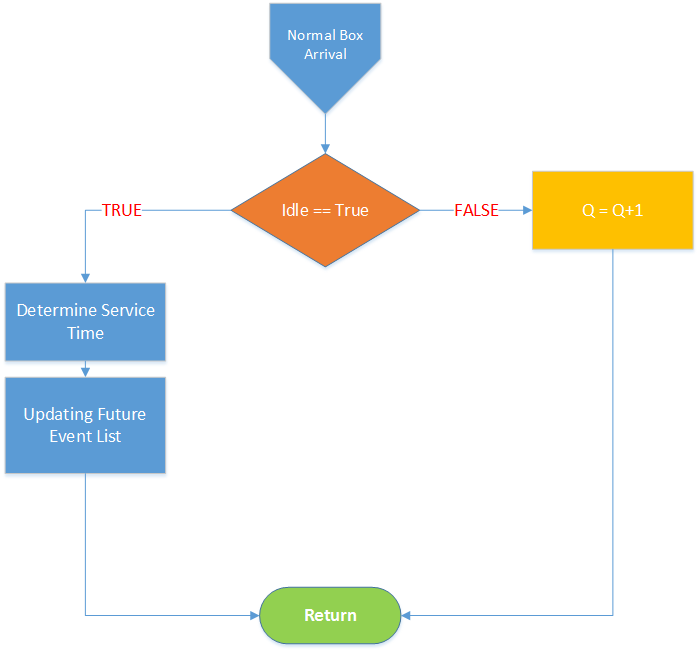 Normal Box
Arrival
Idle == True
TRUE
FALSE
Q = Q+1
Determine Service
Time
Updating Future
Event List
Return